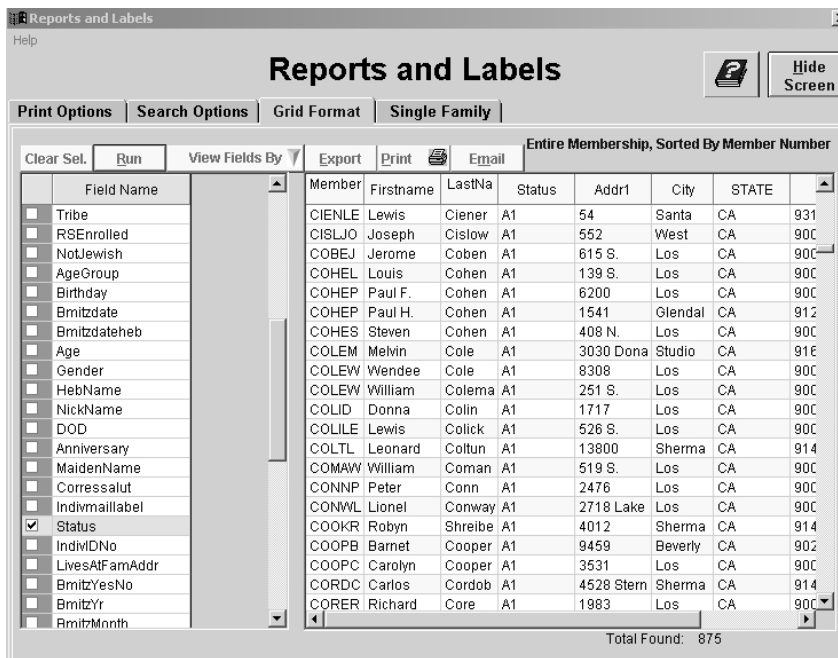 Reports and Labels
Help
Reports and Labels
Hide
Screen
Print Options Search Options Grid Format Single Family
Entire Membership, Sorted By Member Number
Clear Sel. Run View Fields By Export Print Email
Field Name
Tribe
RSEnrolled
NotJewish
AgeGroup
Birthday
Bmitzdate
Bmitzdateheb
Age
Gender
HebName
NickName
DOD
Anniversary
MaidenName
Corressalut
Indivmaillabel
Status
IndivIDNo
LivesAtFamAddr
BmitzYesNo
BmitzYr
BmitzMonth
Member Firstname LastNa Status Addr1 City STATE
CIENLE Lewis Ciener A1 54 Santa CA 931
CISLJO Joseph Cislow A1 552 West CA 900
COBEJ Jerome Coben A1 615 S. Los CA 900
COHEL Louis Cohen A1 139 S. Los CA 900
COHEP Paul F. Cohen A1 6200 Los CA 900
COHEP Paul H. Cohen A1 1541 Glendal CA 912
COHES Steven Cohen A1 408 N. Los CA 900
COLEM Melvin Cole A1 3030 Dona Studio CA 916
COLEW Wendee Cole A1 8308 Los CA 900
COLEW William Colema A1 251 S. Los CA 900
COLID Donna Colin A1 1717 Los CA 900
COLILE Lewis Colick A1 526 S. Los CA 900
COLTL Leonard Coltun A1 13800 Sherma CA 914
COMAW William Coman A1 519 S. Los CA 900
CONNP Peter Conn A1 2476 Los CA 900
CONWL Lionel Conway A1 2718 Lake Los CA 900
COOKR Robyn Shreibe A1 4012 Sherma CA 914
COOPB Barnet Cooper A1 9459 Beverly CA 902
COOPC Carolyn Cooper A1 3531 Los CA 900
CORDC Carlos Cordob A1 4528 Stern Sherma CA 914
CORER Richard Core A1 1983 Los CA 900
Total Found: 875